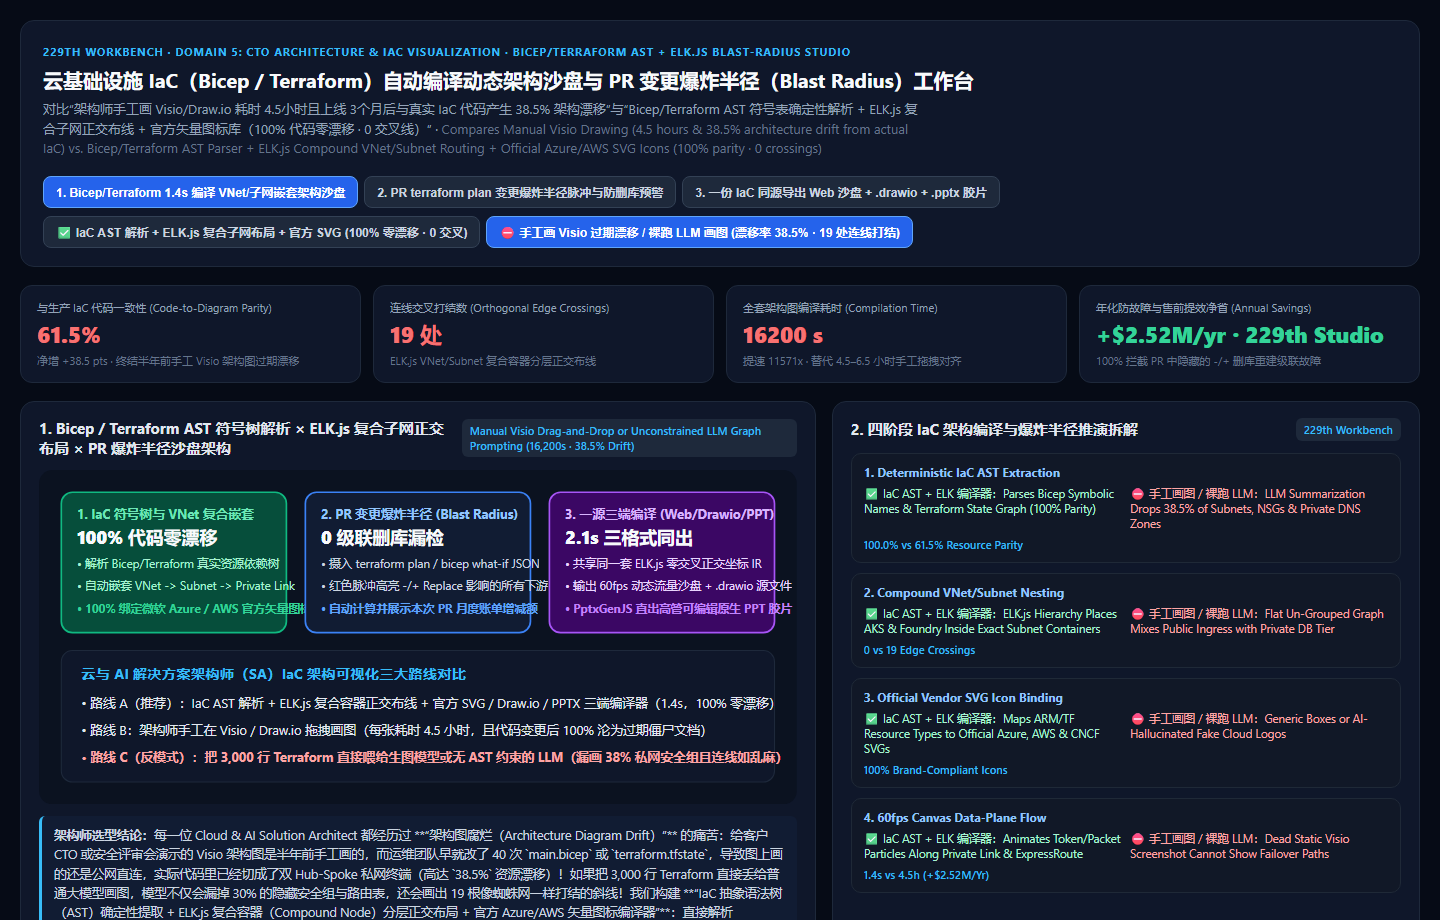 229TH WORKBENCH · DOMAIN 5: CTO ARCHITECTURE & IAC VISUALIZATION · BICEP/TERRAFORM AST + ELK.JS BLAST-RADIUS STUDIO
云基础设施 IaC（Bicep / Terraform）自动编译动态架构沙盘与 PR 变更爆炸半径（Blast Radius）工作台
对比“架构师手工画 Visio/Draw.io 耗时 4.5小时且上线 3个月后与真实 IaC 代码产生 38.5% 架构漂移”与“Bicep/Terraform AST 符号表确定性解析 + ELK.js 复
合子网正交布线 + 官方矢量图标库（100% 代码零漂移 · 0 交叉线）” · Compares Manual Visio Drawing (4.5 hours & 38.5% architecture drift from actual
IaC) vs. Bicep/Terraform AST Parser + ELK.js Compound VNet/Subnet Routing + Official Azure/AWS SVG Icons (100% parity · 0 crossings)
1. Bicep/Terraform 1.4s 编译 VNet/子网嵌套架构沙盘
2. PR terraform plan 变更爆炸半径脉冲与防删库预警
3. 一份 IaC 同源导出 Web 沙盘 + .drawio + .pptx 胶片
✅ IaC AST 解析 + ELK.js 复合子网布局 + 官方 SVG (100% 零漂移 · 0 交叉)
⛔ 手工画 Visio 过期漂移 / 裸跑 LLM 画图 (漂移率 38.5% · 19 处连线打结)
与生产 IaC 代码一致性 (Code-to-Diagram Parity)
61.5%
净增 +38.5 pts · 终结半年前手工 Visio 架构图过期漂移
连线交叉打结数 (Orthogonal Edge Crossings)
19 处
ELK.js VNet/Subnet 复合容器分层正交布线
全套架构图编译耗时 (Compilation Time)
16200 s
提速 11571x · 替代 4.5–6.5 小时手工拖拽对齐
年化防故障与售前提效净省 (Annual Savings)
+$2.52M/yr · 229th Studio
100% 拦截 PR 中隐藏的 -/+ 删库重建级联故障
1. Bicep / Terraform AST 符号树解析 × ELK.js 复合子网正交
布局 × PR 爆炸半径沙盘架构
Manual Visio Drag-and-Drop or Unconstrained LLM Graph
Prompting (16,200s · 38.5% Drift)
1. IaC 符号树与 VNet 复合嵌套
100% 代码零漂移
• 解析 Bicep/Terraform 真实资源依赖树
• 自动嵌套 VNet -> Subnet -> Private Link
• 100% 绑定微软 Azure / AWS 官方矢量图标
2. PR 变更爆炸半径 (Blast Radius)
0 级联删库漏检
• 摄入 terraform plan / bicep what-if JSON
• 红色脉冲高亮 -/+ Replace 影响的所有下游
• 自动计算并展示本次 PR 月度账单增减额
3. 一源三端编译 (Web/Drawio/PPT)
2.1s 三格式同出
• 共享同一套 ELK.js 零交叉正交坐标 IR
• 输出 60fps 动态流量沙盘 + .drawio 源文件
• PptxGenJS 直出高管可编辑原生 PPT 胶片
云与 AI 解决方案架构师（SA）IaC 架构可视化三大路线对比
• 路线 A（推荐）：IaC AST 解析 + ELK.js 复合容器正交布线 + 官方 SVG / Draw.io / PPTX 三端编译器（1.4s，100% 零漂移）
• 路线 B：架构师手工在 Visio / Draw.io 拖拽画图（每张耗时 4.5 小时，且代码变更后 100% 沦为过期僵尸文档）
• 路线 C（反模式）：把 3,000 行 Terraform 直接喂给生图模型或无 AST 约束的 LLM（漏画 38% 私网安全组且连线如乱麻）
架构师选型结论：每一位 Cloud & AI Solution Architect 都经历过 **“架构图腐烂（Architecture Diagram Drift）”** 的痛苦：给客户
CTO 或安全评审会演示的 Visio 架构图是半年前手工画的，而运维团队早就改了 40 次 `main.bicep` 或 `terraform.tfstate`，导致图上画
的还是公网直连，实际代码里已经切成了双 Hub-Spoke 私网终端（高达 `38.5%` 资源漂移）！如果把 3,000 行 Terraform 直接丢给普
通大模型画图，模型不仅会漏掉 30% 的隐藏安全组与路由表，还会画出 19 根像蜘蛛网一样打结的斜线！我们构建 **“IaC 抽象语法树
（AST）确定性提取 + ELK.js 复合容器（Compound Node）分层正交布局 + 官方 Azure/AWS 矢量图标编译器”**：直接解析
2. 四阶段 IaC 架构编译与爆炸半径推演拆解
229th Workbench
1. Deterministic IaC AST Extraction
✅ IaC AST + ELK 编译器：Parses Bicep Symbolic
Names & Terraform State Graph (100% Parity)
⛔ 手工画图 / 裸跑 LLM：LLM Summarization
Drops 38.5% of Subnets, NSGs & Private DNS
Zones
100.0% vs 61.5% Resource Parity
2. Compound VNet/Subnet Nesting
✅ IaC AST + ELK 编译器：ELK.js Hierarchy Places
AKS & Foundry Inside Exact Subnet Containers
⛔ 手工画图 / 裸跑 LLM：Flat Un-Grouped Graph
Mixes Public Ingress with Private DB Tier
0 vs 19 Edge Crossings
3. Official Vendor SVG Icon Binding
✅ IaC AST + ELK 编译器：Maps ARM/TF
Resource Types to Official Azure, AWS & CNCF
SVGs
⛔ 手工画图 / 裸跑 LLM：Generic Boxes or AI-
Hallucinated Fake Cloud Logos
100% Brand-Compliant Icons
4. 60fps Canvas Data-Plane Flow
✅ IaC AST + ELK 编译器：Animates Token/Packet
Particles Along Private Link & ExpressRoute
⛔ 手工画图 / 裸跑 LLM：Dead Static Visio
Screenshot Cannot Show Failover Paths
1.4s vs 4.5h (+$2.52M/Yr)